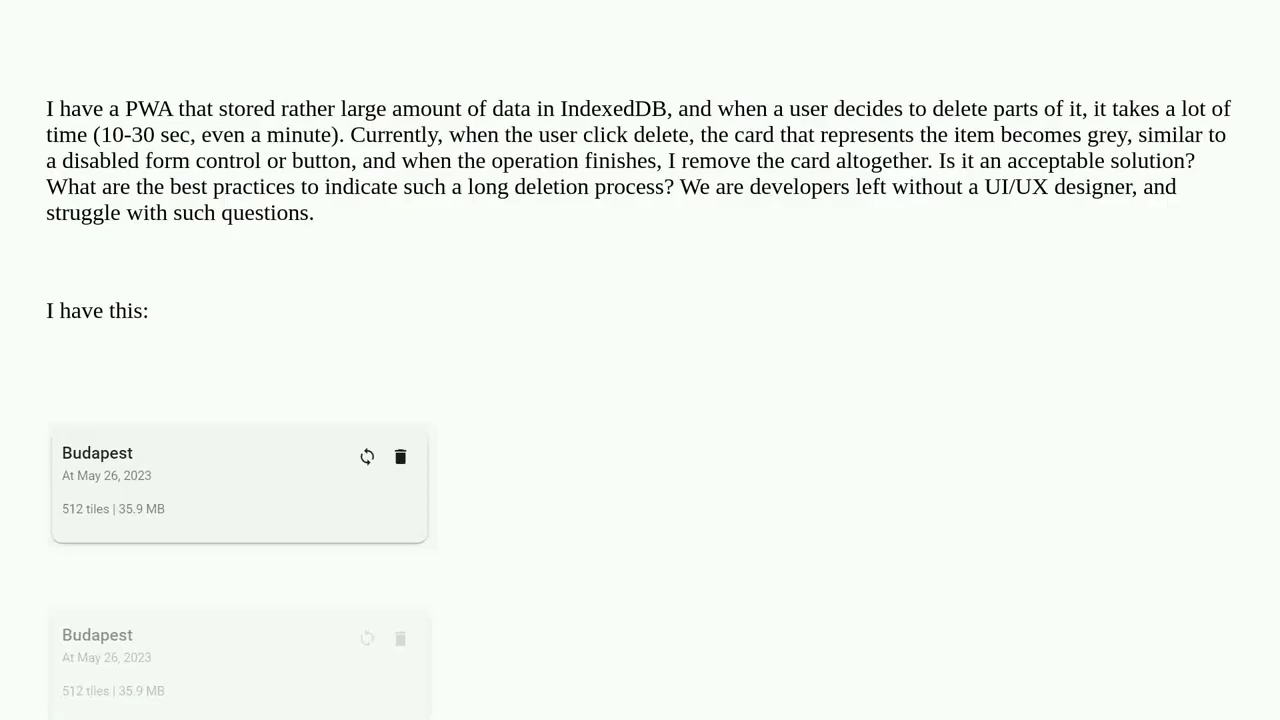 I have a PWA that stored rather large amount of data in IndexedDB, and when a user decides to delete parts of it, it takes a lot of
time (10-30 sec, even a minute). Currently, when the user click delete, the card that represents the item becomes grey, similar to
a disabled form control or button, and when the operation finishes, I remove the card altogether. Is it an acceptable solution?
What are the best practices to indicate such a long deletion process? We are developers left without a UI/UX designer, and
struggle with such questions.
I have this:
Budapest
At May 26, 2023
512 tiles | 35.9 MB
Budapest
At May 26, 2023
512 tiles | 35.9 MB